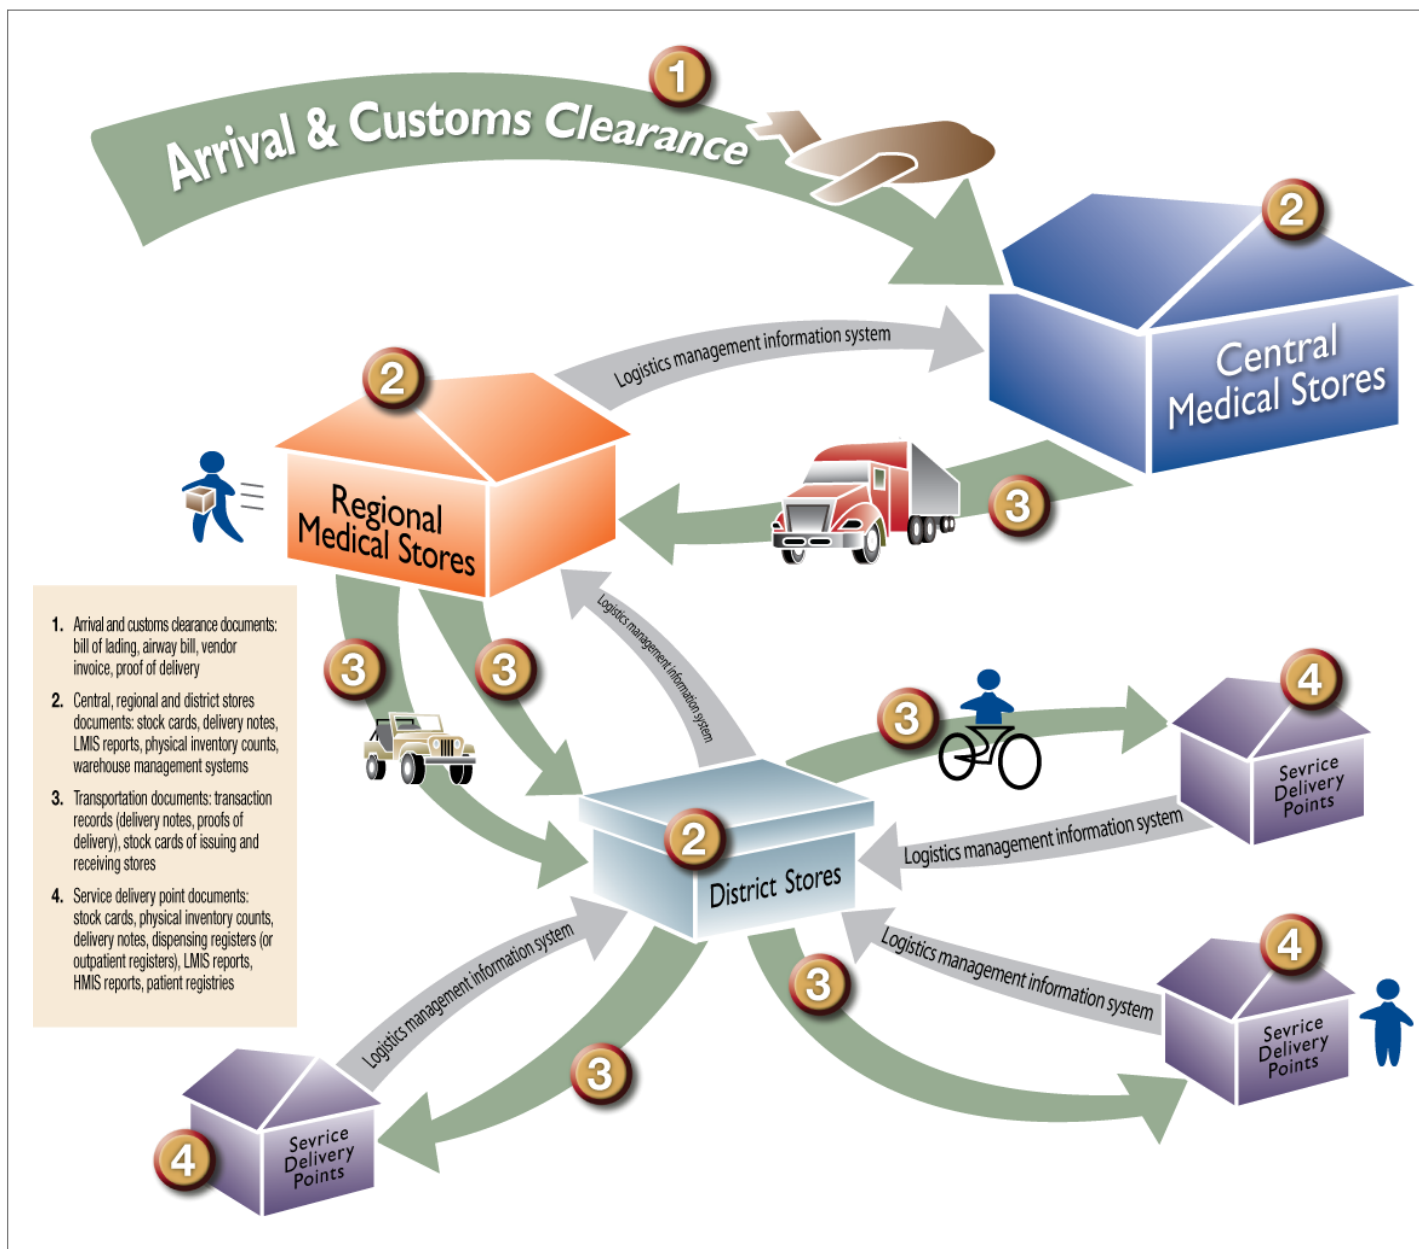 1
Arrival & Customs Clearance
2
Central
Medical Stores
Logistics management information system
2
Regional
Medical Stores
3
Logistics management information system
3
3
1. Arrival and customs clearance documents:
bill of lading, airway bill, vendor
invoice, proof of delivery
2. Central, regional and district stores
documents: stock cards, delivery notes,
LMIS reports, physical inventory counts,
warehouse management systems
3. Transportation documents: transaction
records (delivery notes, proofs of
delivery), stock cards of issuing and
receiving stores
4. Service delivery point documents:
stock cards, physical inventory counts,
delivery notes, dispensing registers (or
outpatient registers), LMIS reports,
HMIS reports, patient registries
3
4
Sevrice
Delivery
Points
Logistics management information system
2
District Stores
Logistics management information system
4
Sevrice
Delivery
Points
3
Logistics management information system
3
4
Sevrice
Delivery
Points